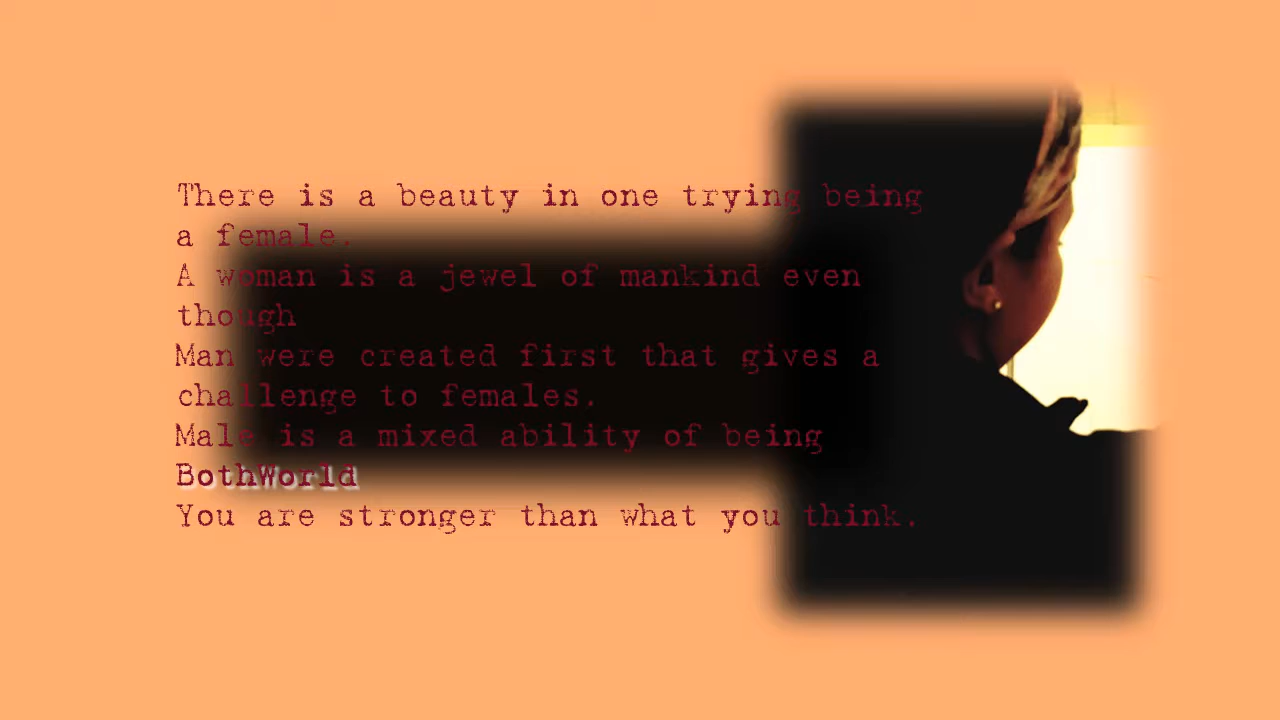 There is a beauty in one trying being
a female.
A woman is a jewel of mankind even
though
Man were created first that gives a
challenge to females.
Male is a mixed ability of being
BothWorld
You are stronger than what you think.